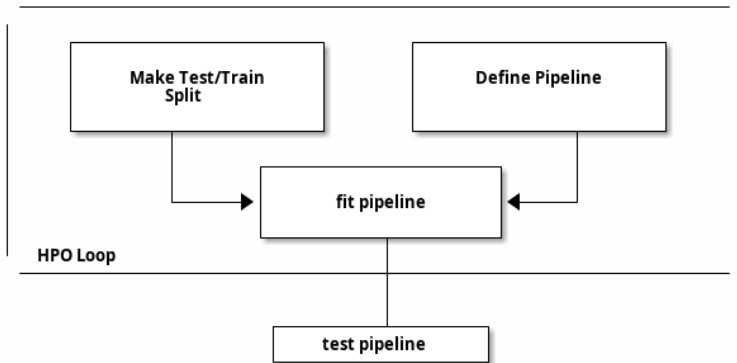 Make Test/Train
Split
Define Pipeline
fit pipeline
HPO Loop
test pipeline